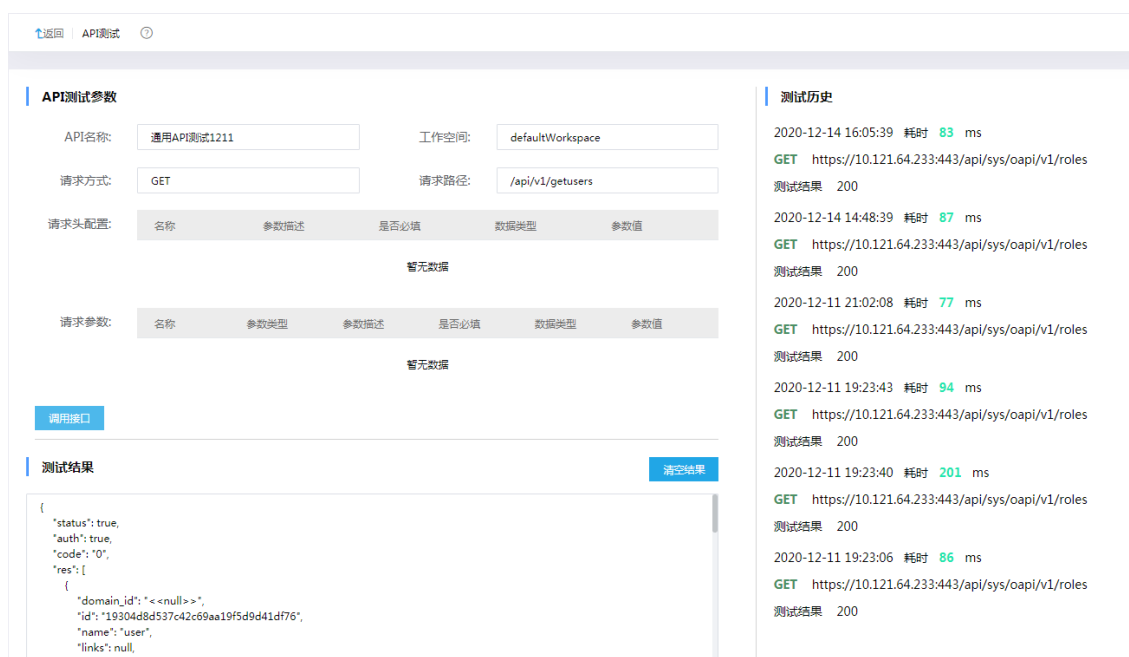 返回 API测试 ?
API测试参数
API名称: 通用API测试1211 工作空间: defaultWorkspace
请求方式: GET 请求路径: /api/v1/getusers
请求头配置: 名称 参数描述 是否必填 数据类型 参数值
暂无数据
请求参数: 名称 参数类型 参数描述 是否必填 数据类型 参数值
暂无数据
调用接口
测试结果 清空结果
{
"status": true,
"auth": true,
"code": "0",
"res": [
{
"domain_id": "<<null>>",
"id": "19304d8d537c42c69aa19f5d9d41df76",
"name": "user",
"links": null,
测试历史
2020-12-14 16:05:39 耗时 83 ms
GET https://10.121.64.233:443/api/sys/oapi/v1/roles
测试结果 200
2020-12-14 14:48:39 耗时 87 ms
GET https://10.121.64.233:443/api/sys/oapi/v1/roles
测试结果 200
2020-12-11 21:02:08 耗时 77 ms
GET https://10.121.64.233:443/api/sys/oapi/v1/roles
测试结果 200
2020-12-11 19:23:43 耗时 94 ms
GET https://10.121.64.233:443/api/sys/oapi/v1/roles
测试结果 200
2020-12-11 19:23:40 耗时 201 ms
GET https://10.121.64.233:443/api/sys/oapi/v1/roles
测试结果 200
2020-12-11 19:23:06 耗时 86 ms
GET https://10.121.64.233:443/api/sys/oapi/v1/roles
测试结果 200